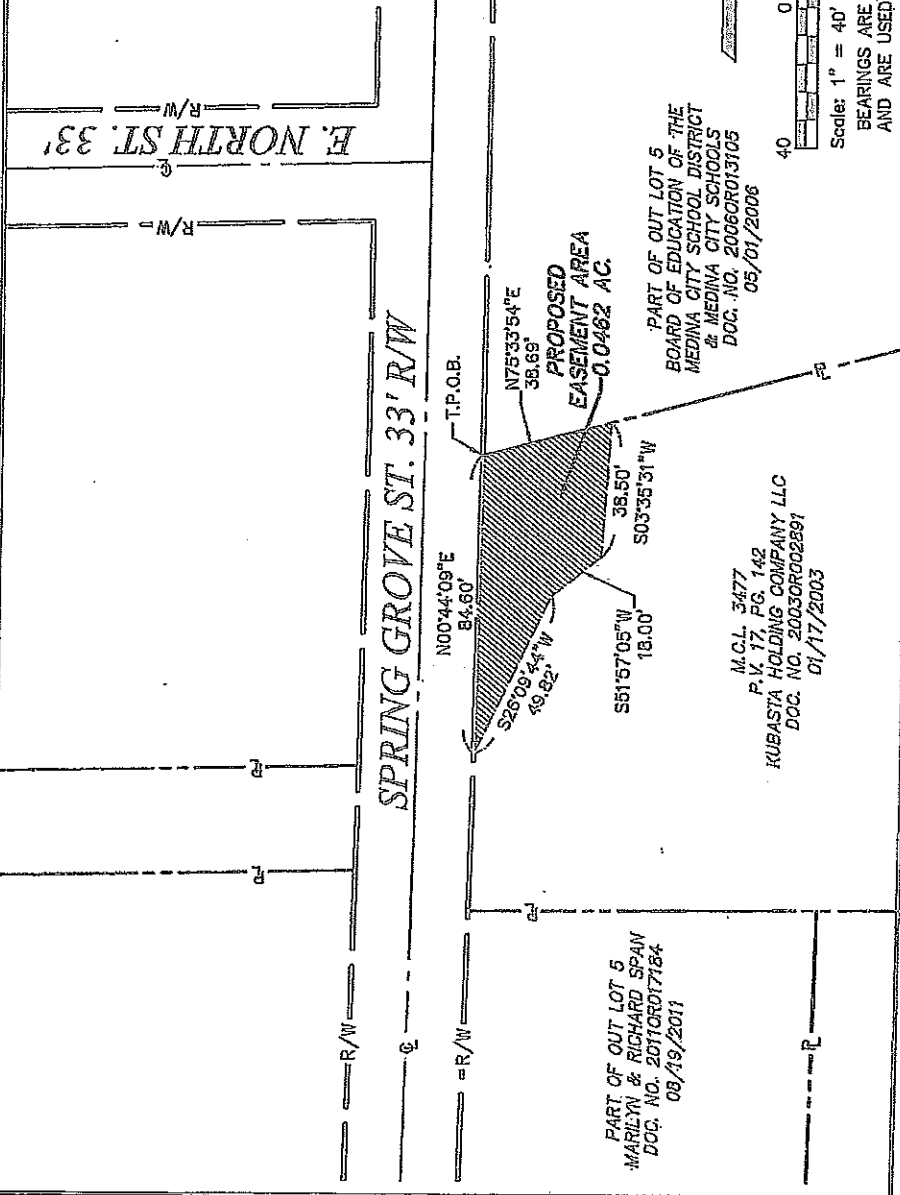 E. NORTH ST. 33'
R/W
R/W
℄
SPRING GROVE ST. 33' R/W
R/W
℄
R/W
T.P.O.B.
N75°33'54"E
38.69'
PROPOSED
EASEMENT AREA
0.0462 AC.
N00°44'09"E
84.60'
S26°09'44"W
49.82'
S51°57'05"W
18.00'
38.50'
S03°35'31"W
PART OF OUT LOT 5
BOARD OF EDUCATION OF THE
MEDINA CITY SCHOOL DISTRICT
& MEDINA CITY SCHOOLS
DOC. NO. 2006OR013105
05/01/2006
M.C.L. 3477
P.V. 17, PG. 142
KUBASTA HOLDING COMPANY LLC
DOC. NO. 2003OR002891
01/17/2003
PART OF OUT LOT 5
MARILYN & RICHARD SPAN
DOC. NO. 2011OR017184
08/19/2011
PL
PL
PL
PL
PL
40
0
Scale: 1" = 40'
BEARINGS ARE
AND ARE USED